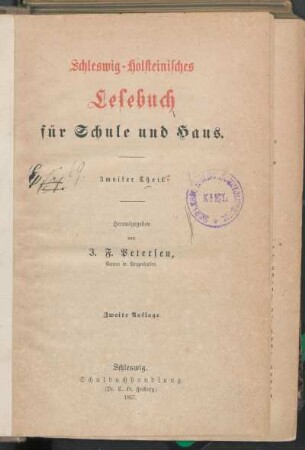 Schleswig-Holsteinisches
Lesebuch
für Schule und Haus.
Zweiter Theil.
Herausgegeben
von
J. F. Petersen,
Zweite Auflage
Schleswig.
Schulbuchhandlung
1867.